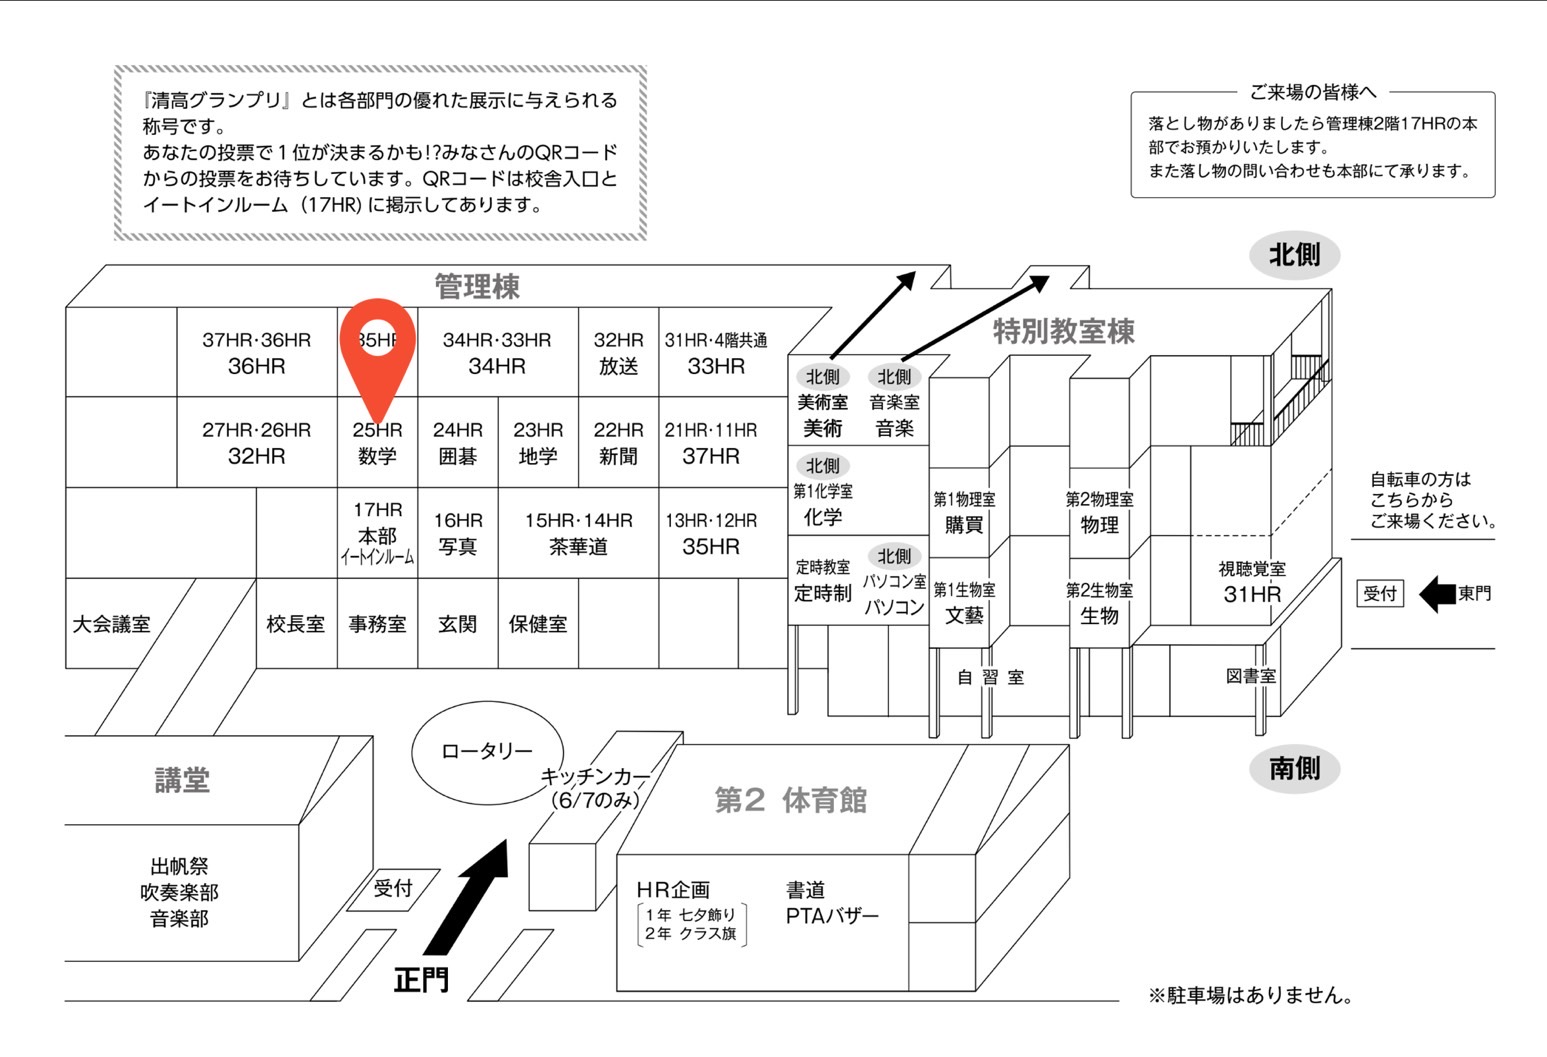 『清高グランプリ』とは各部門の優れた展示に与えられる
称号です。
あなたの投票で1位が決まるかも!?みなさんのQRコード
からの投票をお待ちしています。QRコードは校舎入口と
イートインルーム（17HR）に掲示してあります。
ご来場の皆様へ
落とし物がありましたら管理棟2階17HRの本
部でお預かりいたします。
また落し物の問い合わせも本部にて承ります。
北側
管理棟
特別教室棟
37HR･36HR
36HR
35HR
34HR･33HR
34HR
32HR
放送
31HR･4階共通
33HR
27HR･26HR
32HR
25HR
数学
24HR
囲碁
23HR
地学
22HR
新聞
21HR･11HR
37HR
17HR
本部
イートインルーム
16HR
写真
15HR･14HR
茶華道
13HR･12HR
35HR
大会議室
校長室
事務室
玄関
保健室
北側
美術室
美術
北側
音楽室
音楽
北側
第1化学室
化学
定時教室
定時制
北側
パソコン室
パソコン
第1物理室
購買
第2物理室
物理
第1生物室
文藝
第2生物室
生物
視聴覚室
31HR
自習室
図書室
自転車の方は
こちらから
ご来場ください。
受付
東門
南側
講堂
出帆祭
吹奏楽部
音楽部
ロータリー
キッチンカー
（6/7のみ）
受付
正門
第2 体育館
HR企画
1年 七夕飾り
2年 クラス旗
書道
PTAバザー
※駐車場はありません。